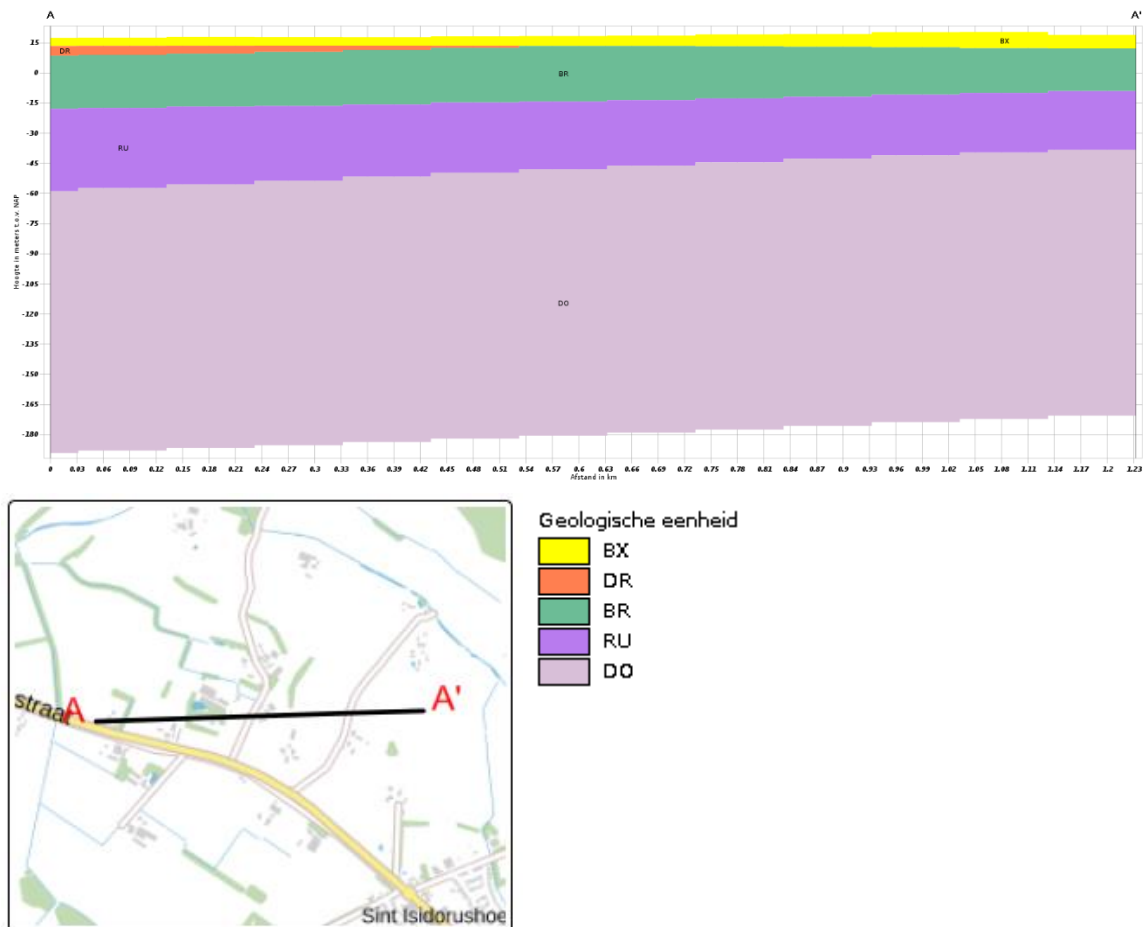 A A'
15
0
-15
-30
-45
-60
-75
-90
-105
-120
-135
-150
-165
-180
Hoogte in meters t.o.v. NAP
DR
BR
BX
RU
DO
0 0.03 0.06 0.09 0.12 0.15 0.18 0.21 0.24 0.27 0.3 0.33 0.36 0.39 0.42 0.45 0.48 0.51 0.54 0.57 0.6 0.63 0.66 0.69 0.72 0.75 0.78 0.81 0.84 0.87 0.9 0.93 0.96 0.99 1.02 1.05 1.08 1.11 1.14 1.17 1.2 1.23
Afstand in km
straat
A
A'
Sint Isidorushoe
Geologische eenheid
BX
DR
BR
RU
DO